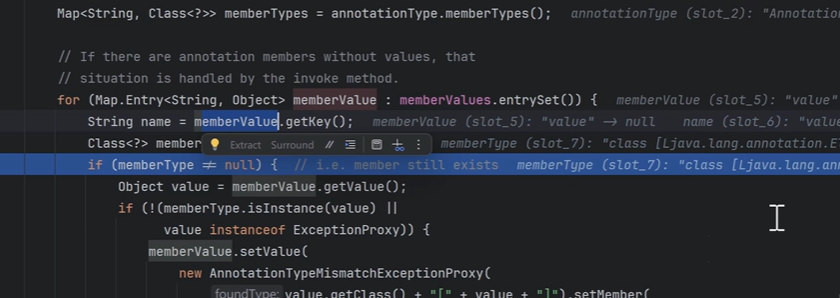 Map<String, Class<?>> memberTypes = annotationType.memberTypes();   annotationType (slot_2): "Annotation
// If there are annotation members without values, that
// situation is handled by the invoke method.
for (Map.Entry<String, Object> memberValue : memberValues.entrySet()) {   memberValue (slot_5): "value"
String name = memberValue.getKey();   memberValue (slot_5): "value" → null   name (slot_6): "value
Class<?> member   memberType (slot_7): "class [Ljava.lang.annotation.El
Extract Surround //
if (memberType ≠ null) {  // i.e. member still exists   memberType (slot_7): "class [Ljava.lang.ann
Object value = memberValue.getValue();
if (!(memberType.isInstance(value) ||
value instanceof ExceptionProxy)) {
memberValue.setValue(
new AnnotationTypeMismatchExceptionProxy(
foundType: value.getClass() + "[" + value + "]").setMember(